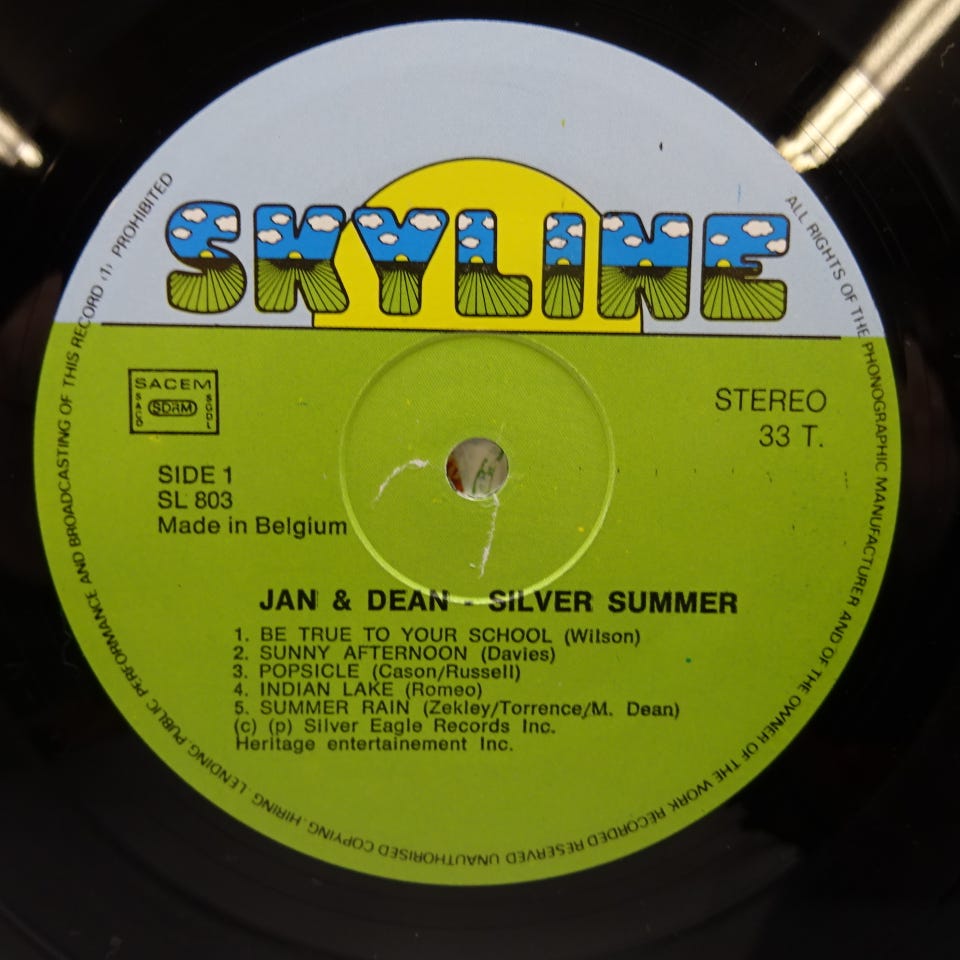 SKYLINE
SACEM
SACD SDRM SGDL
STEREO
33 T.
SIDE 1
SL 803
Made in Belgium
JAN & DEAN - SILVER SUMMER
1. BE TRUE TO YOUR SCHOOL (Wilson)
2. SUNNY AFTERNOON (Davies)
3. POPSICLE (Cason/Russell)
4. INDIAN LAKE (Romeo)
5. SUMMER RAIN (Zekley/Torrence/M. Dean)
(c) (p) Silver Eagle Records Inc.
Heritage entertainement Inc.
ALL RIGHTS OF THE PHONOGRAPHIC MANUFACTURER AND OF THE OWNER OF THE WORK RECORDED RESERVED UNAUTHORISED COPYING. HIRING. LENDING. PUBLIC PERFORMANCE AND BROADCASTING OF THIS RECORD (1) PROHIBITED